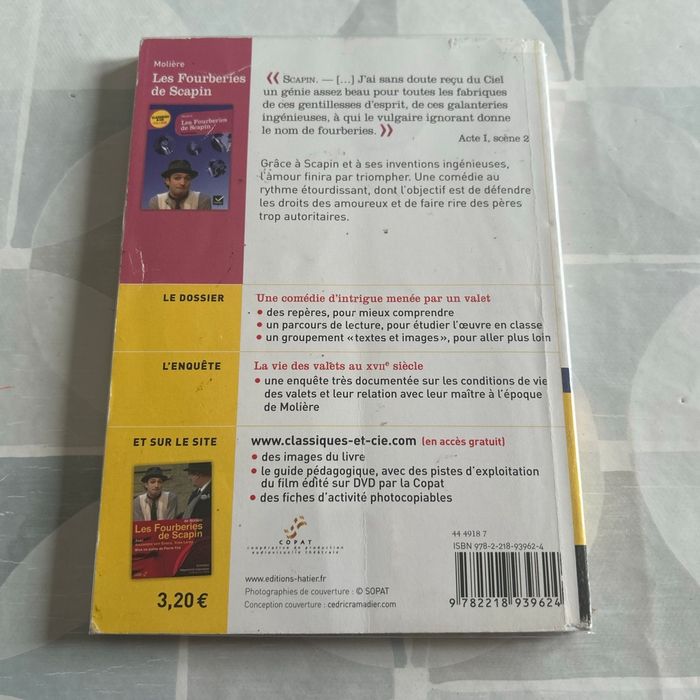 Molière
Les Fourberies
de Scapin
Les Fourberies
de Scapin
« SCAPIN. — [...] J'ai sans doute reçu du Ciel
un génie assez beau pour toutes les fabriques
de ces gentillesses d'esprit, de ces galanteries
ingénieuses, à qui le vulgaire ignorant donne
le nom de fourberies. »
Acte I, scène 2
Grâce à Scapin et à ses inventions ingénieuses,
l'amour finira par triompher. Une comédie au
rythme étourdissant, dont l'objectif est de défendre
les droits des amoureux et de faire rire des pères
trop autoritaires.
LE DOSSIER
Une comédie d'intrigue menée par un valet
• des repères, pour mieux comprendre
• un parcours de lecture, pour étudier l'œuvre en classe
• un groupement «textes et images», pour aller plus loin
L'ENQUÊTE
La vie des valets au XVIIe siècle
• une enquête très documentée sur les conditions de vie
des valets et leur relation avec leur maître à l'époque
de Molière
ET SUR LE SITE
www.classiques-et-cie.com (en accès gratuit)
• des images du livre
• le guide pédagogique, avec des pistes d'exploitation
du film édité sur DVD par la Copat
• des fiches d'activité photocopiables
de Molière
Les Fourberies
de Scapin
COPAT
coopérative de production
audiovisuelle théâtrale
3,20 €
www.editions-hatier.fr
Photographies de couverture : © SOPAT
Conception couverture : cedricramadier.com
44 4918 7
ISBN 978-2-218-93962-4
9 782218 939624